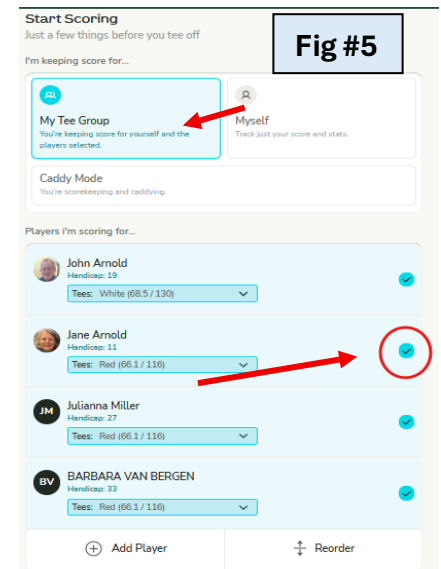 Start Scoring
Just a few things before you tee off
Fig #5
I'm keeping score for...
My Tee Group
You're keeping score for yourself and the
players selected.
Myself
Track just your score and stats.
Caddy Mode
You're scorekeeping and caddying.
Players i'm scoring for...
John Arnold
Handicap: 19
Tees: White (68.5 / 130)
Jane Arnold
Handicap: 11
Tees: Red (66.1 / 116)
JM
Julianna Miller
Handicap: 27
Tees: Red (66.1 / 116)
BV
BARBARA VAN BERGEN
Handicap: 33
Tees: Red (66.1 / 116)
Add Player
Reorder